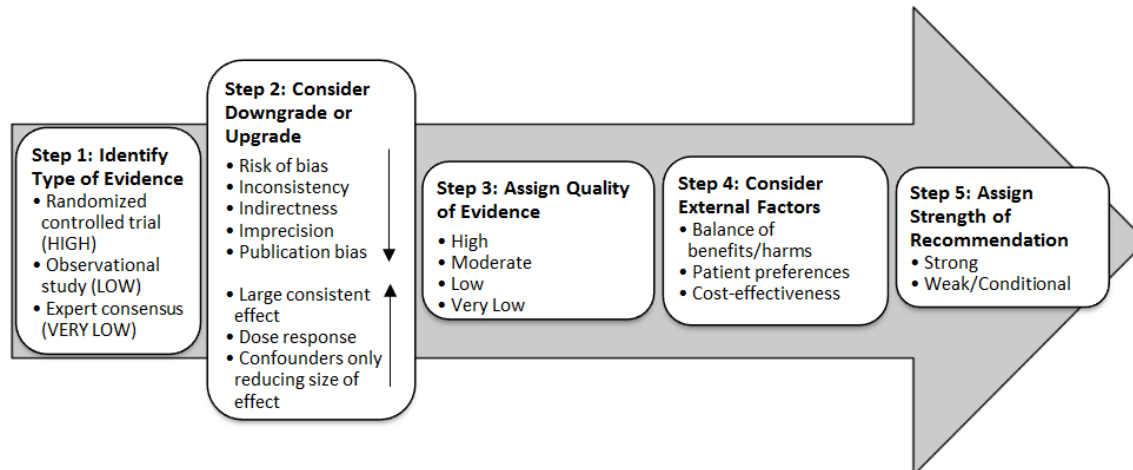 Step 1: Identify
Type of Evidence
• Randomized
controlled trial
(HIGH)
• Observational
study (LOW)
• Expert consensus
(VERY LOW)
Step 2: Consider
Downgrade or
Upgrade
• Risk of bias
• Inconsistency
• Indirectness
• Imprecision
• Publication bias
• Large consistent
effect
• Dose response
• Confounders only
reducing size of
effect
Step 3: Assign Quality
of Evidence
• High
• Moderate
• Low
• Very Low
Step 4: Consider
External Factors
• Balance of
benefits/harms
• Patient preferences
• Cost-effectiveness
Step 5: Assign
Strength of
Recommendation
• Strong
• Weak/Conditional